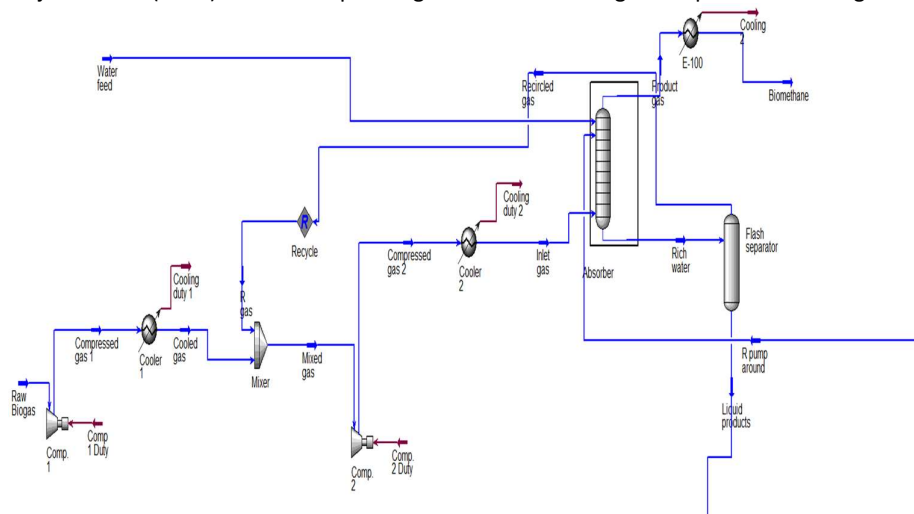 Cooling
2
E-100
Water
feed
Recircled
gas
Product
gas
Biomethane
Cooling
duty 2
R
Recycle
Compressed
gas 2
Cooler
2
Inlet
gas
Absorber
Rich
water
Flash
separator
Cooling
duty 1
R
gas
Compressed
gas 1
Cooler
1
Cooled
gas
Mixer
Mixed
gas
R pump
around
Raw
Biogas
Comp.
1
Comp
1 Duty
Comp.
2
Comp.
2 Duty
Liquid
products